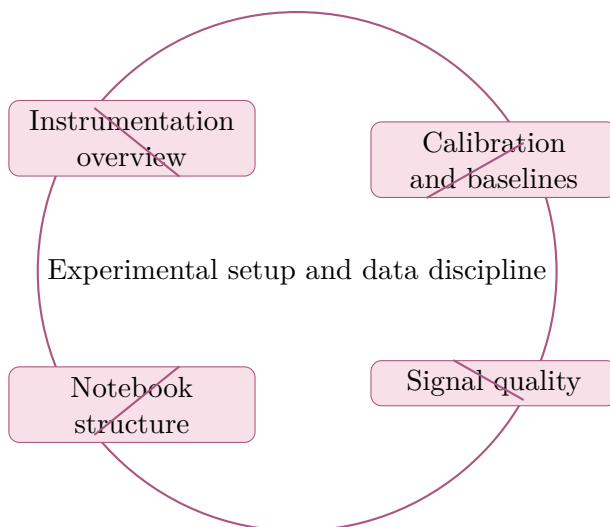 Instrumentation
overview
Calibration
and baselines
Experimental setup and data discipline
Notebook
structure
Signal quality